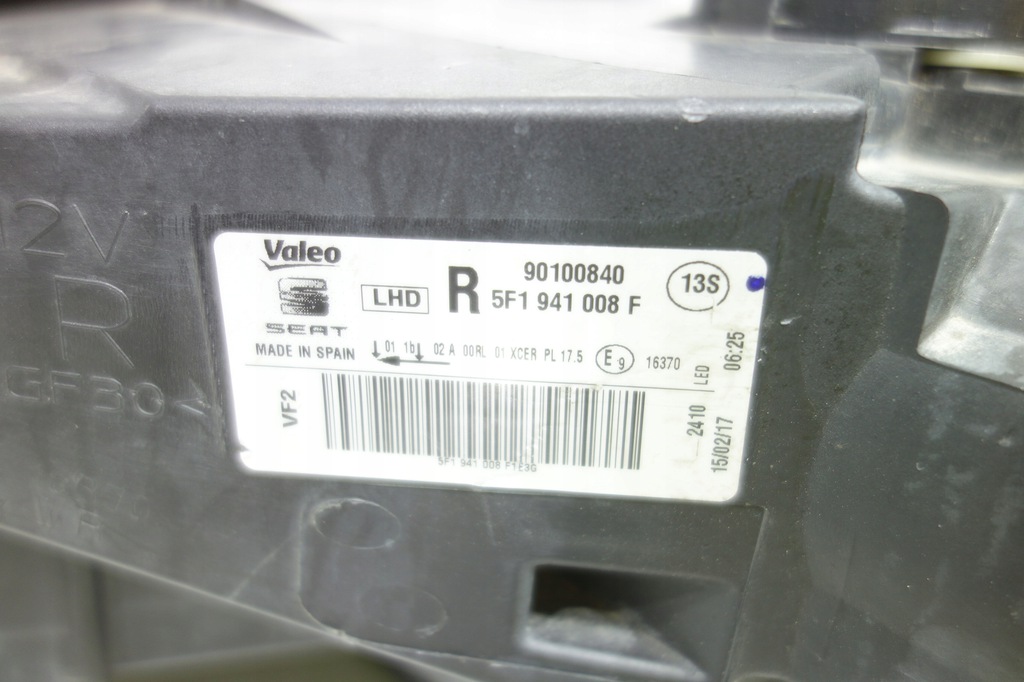 12V
R
Valeo
SEAT
MADE IN SPAIN
LHD
R
90100840
5F1 941 008 F
13S
01 1b 02 A 00RL 01 XCER PL 17.5
E9
16370
LED
06:25
VF2
5F1 941 008 F1E3G
2410
15/02/17